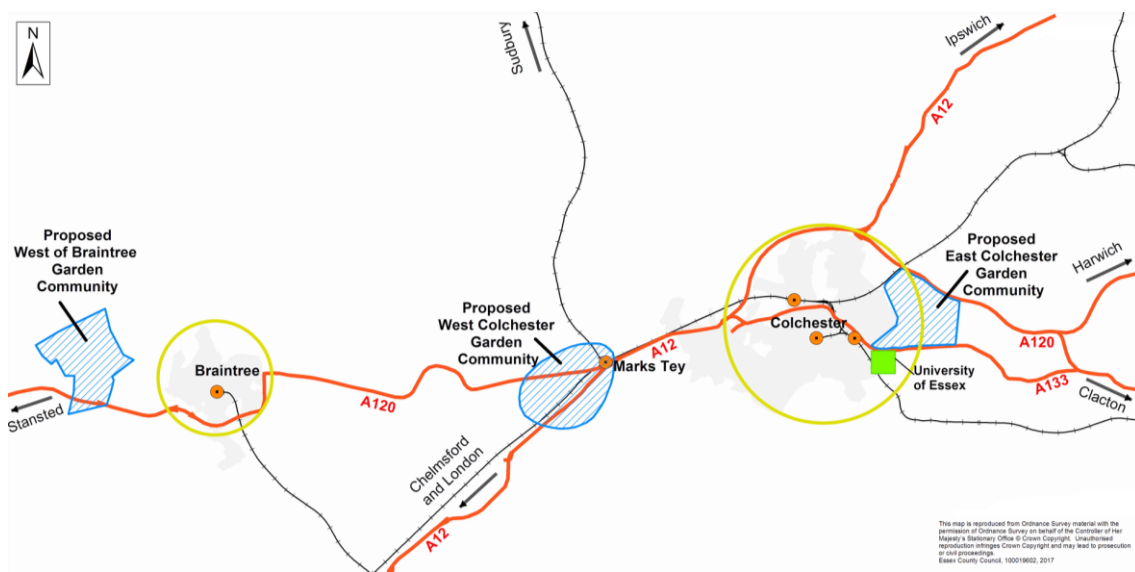 N
Sudbury
Ipswich
A12
Proposed
West of Braintree
Garden
Community
Proposed
East Colchester
Garden
Community
Harwich
Proposed
West Colchester
Garden
Community
Colchester
A12
Marks Tey
Braintree
A120
University
of Essex
A120
A133
Clacton
Stansted
A120
Chelmsford
and London
A12
This map is reproduced from Ordnance Survey material with the
permission of Ordnance Survey on behalf of the Controller of Her
Majesty's Stationary Office © Crown Copyright. Unauthorised
reproduction infringes Crown Copyright and may lead to prosecution
or civil proceedings.
Essex County Council, 100019602, 2017